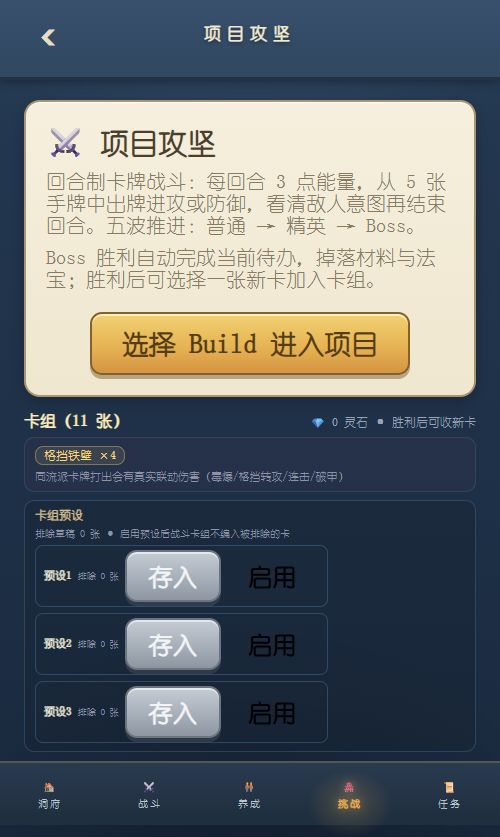 项目攻坚
项目攻坚
回合制卡牌战斗：每回合 3 点能量，从 5 张
手牌中出牌进攻或防御，看清敌人意图再结束
回合。五波推进：普通 → 精英 → Boss。
Boss 胜利自动完成当前待办，掉落材料与法
宝；胜利后可选择一张新卡加入卡组。
选择 Build 进入项目
卡组（11 张） 0 灵石 • 胜利后可收新卡
格挡铁壁 ×4
同流派卡牌打出会有真实联动伤害（毒爆/格挡转攻/连击/破甲）
卡组预设
排除草稿 0 张 • 启用预设后战斗卡组不编入被排除的卡
预设1 排除 0 张 存入 启用
预设2 排除 0 张 存入 启用
预设3 排除 0 张 存入 启用
洞府 战斗 养成 挑战 任务